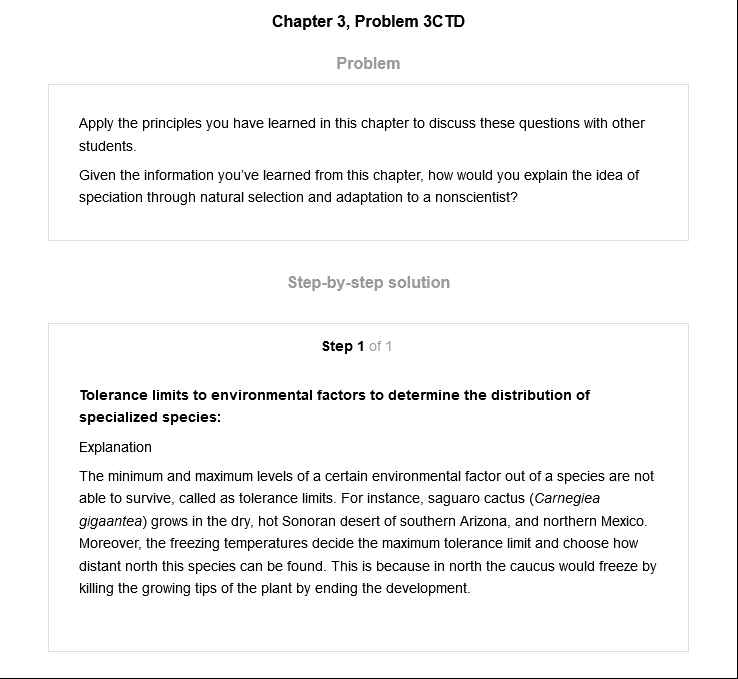 Chapter 3, Problem 3CTD
Problem
Apply the principles you have learned in this chapter to discuss these questions with other
students.
Given the information you've learned from this chapter, how would you explain the idea of
speciation through natural selection and adaptation to a nonscientist?
Step-by-step solution
Step 1 of 1
Tolerance limits to environmental factors to determine the distribution of
specialized species:
Explanation
The minimum and maximum levels of a certain environmental factor out of a species are not
able to survive, called as tolerance limits. For instance, saguaro cactus (Carnegiea
gigaantea) grows in the dry, hot Sonoran desert of southern Arizona, and northern Mexico.
Moreover, the freezing temperatures decide the maximum tolerance limit and choose how
distant north this species can be found. This is because in north the caucus would freeze by
killing the growing tips of the plant by ending the development.